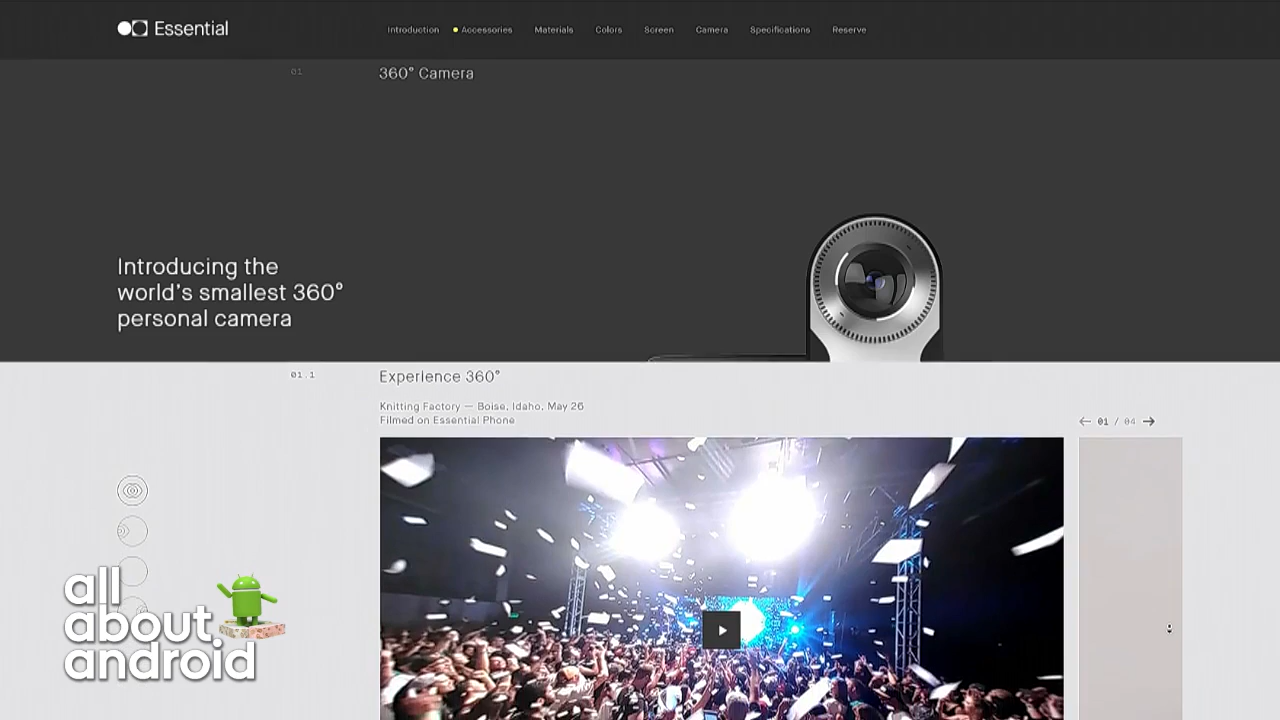 Essential
Introduction
Accessories
Materials
Colors
Screen
Camera
Specifications
Reserve
01
360° Camera
Introducing the
world's smallest 360°
personal camera
01.1
Experience 360°
Knitting Factory — Boise, Idaho, May 26
Filmed on Essential Phone
← 01 / 04 →
all
about
android